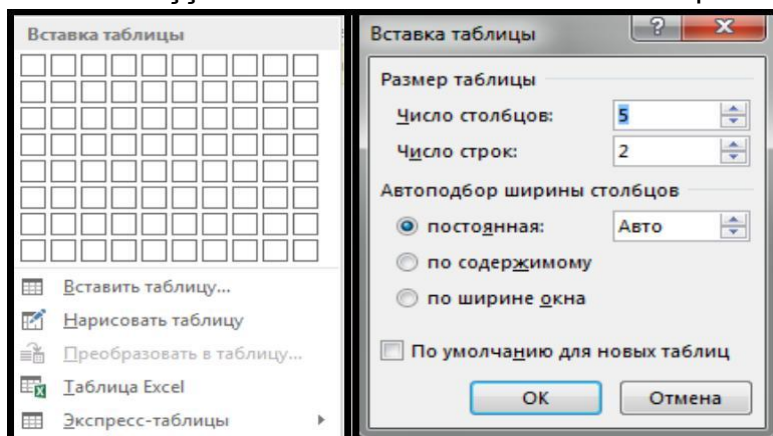 Вставка таблицы
Вставить таблицу...
Нарисовать таблицу
Преобразовать в таблицу...
Таблица Excel
Экспресс-таблицы
Вставка таблицы
Размер таблицы
Число столбцов: 5
Число строк: 2
Автоподбор ширины столбцов
постоянная: Авто
по содержимому
по ширине окна
По умолчанию для новых таблиц
ОК Отмена